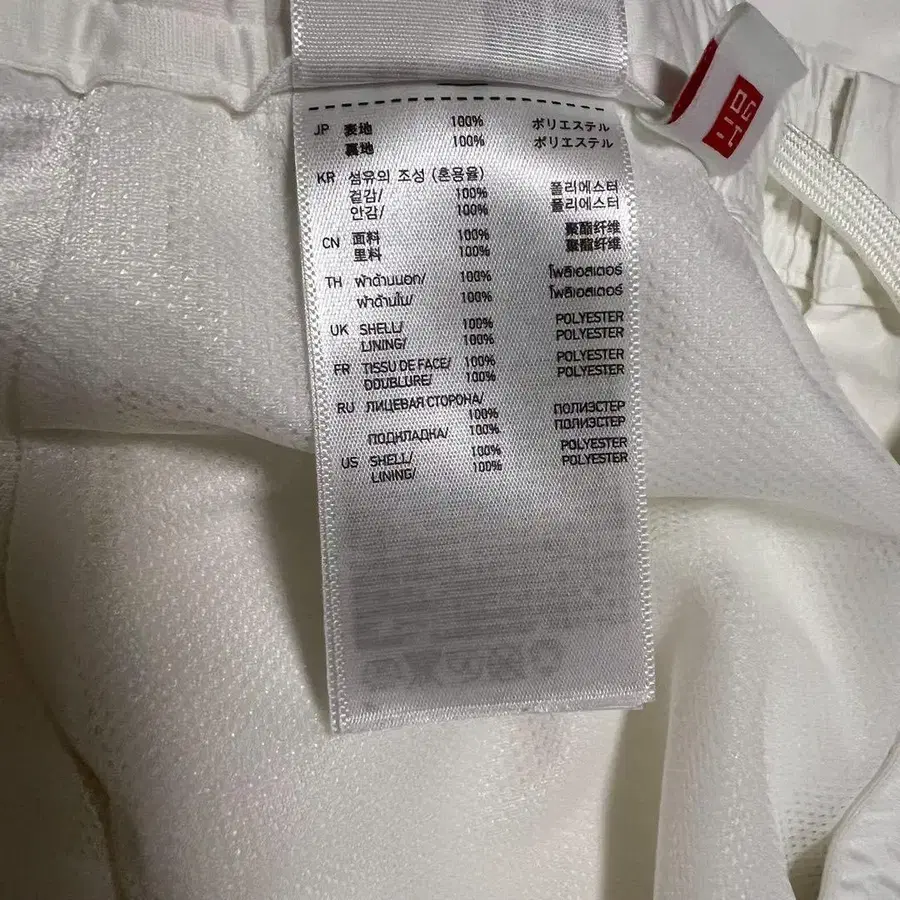 JP 表地 100% ポリエステル
裏地 100% ポリエステル
KR 섬유의 조성 (혼용율)
겉감/ 100% 폴리에스터
안감/ 100% 폴리에스터
CN 面料 100% 聚酯纤维
里料 100% 聚酯纤维
TH ผ้าด้านนอก/ 100% โพลิเอสเตอร์
ผ้าด้านใน/ 100% โพลิเอสเตอร์
UK SHELL/ 100% POLYESTER
LINING/ 100% POLYESTER
FR TISSU DE FACE/ 100% POLYESTER
DOUBLURE/ 100% POLYESTER
RU ЛИЦЕВАЯ СТОРОНА/
100% ПОЛИЭСТЕР
ПОДКЛАДКА/ 100% ПОЛИЭСТЕР
US SHELL/ 100% POLYESTER
LINING/ 100% POLYESTER